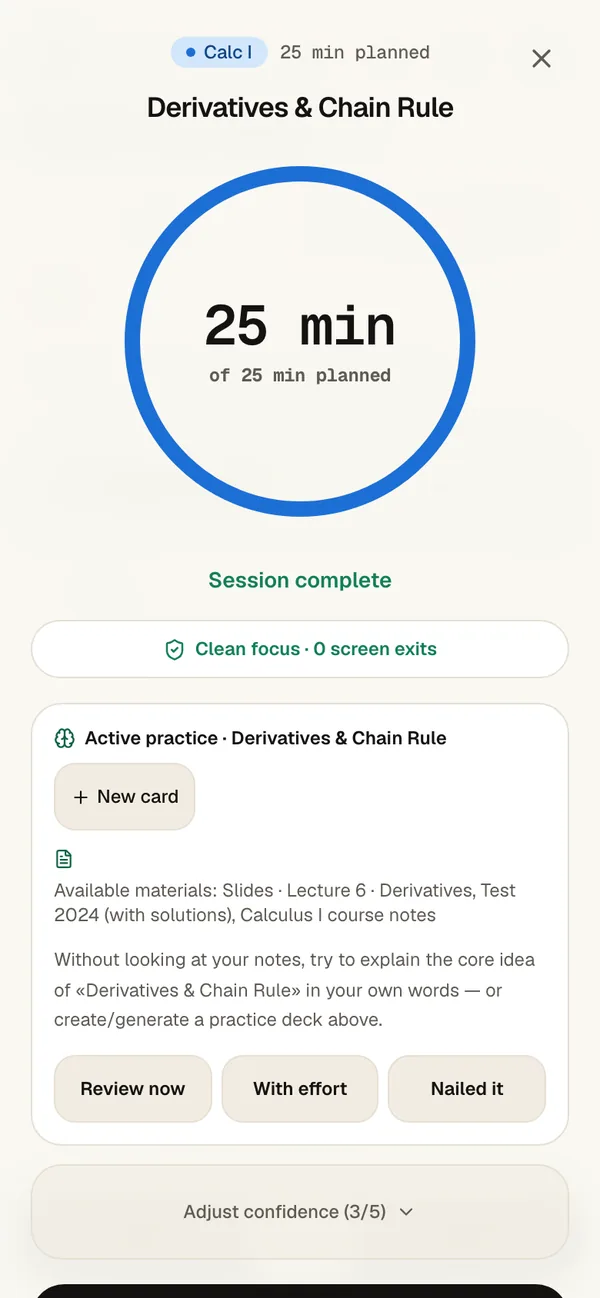 Calc I 25 min planned
Derivatives & Chain Rule
25 min
of 25 min planned
Session complete
Clean focus · 0 screen exits
Active practice · Derivatives & Chain Rule
+ New card
Available materials: Slides · Lecture 6 · Derivatives, Test
2024 (with solutions), Calculus I course notes
Without looking at your notes, try to explain the core idea
of «Derivatives & Chain Rule» in your own words — or
create/generate a practice deck above.
Review now With effort Nailed it
Adjust confidence (3/5)